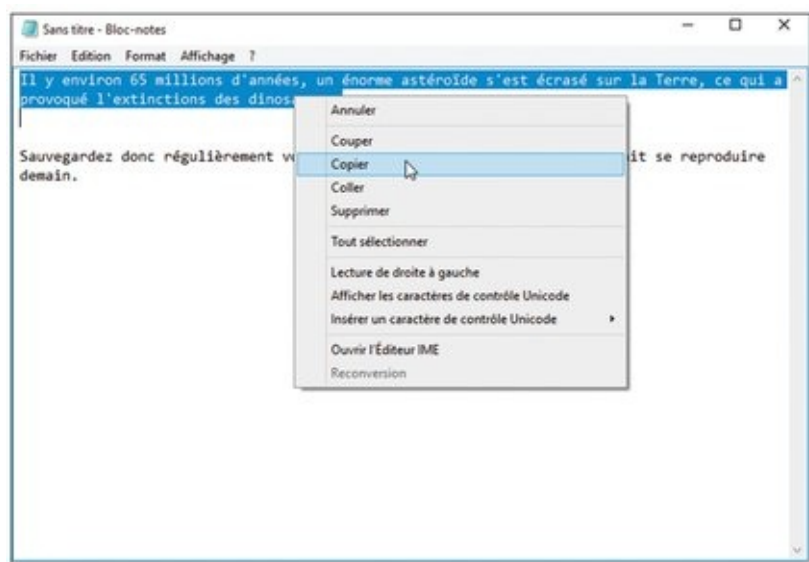 Sans titre - Bloc-notes
Fichier Edition Format Affichage ?
Il y environ 65 millions d'années, un énorme astéroïde s'est écrasé sur la Terre, ce qui a
provoqué l'extinctions des
Annuler
Couper
Sauvegardez donc régulièrement
Copier
it se reproduire
demain.
Coller
Supprimer
Tout sélectionner
Lecture de droite à gauche
Afficher les caractères de contrôle Unicode
Insérer un caractère de contrôle Unicode
Ouvrir l'Éditeur IME
Reconversion